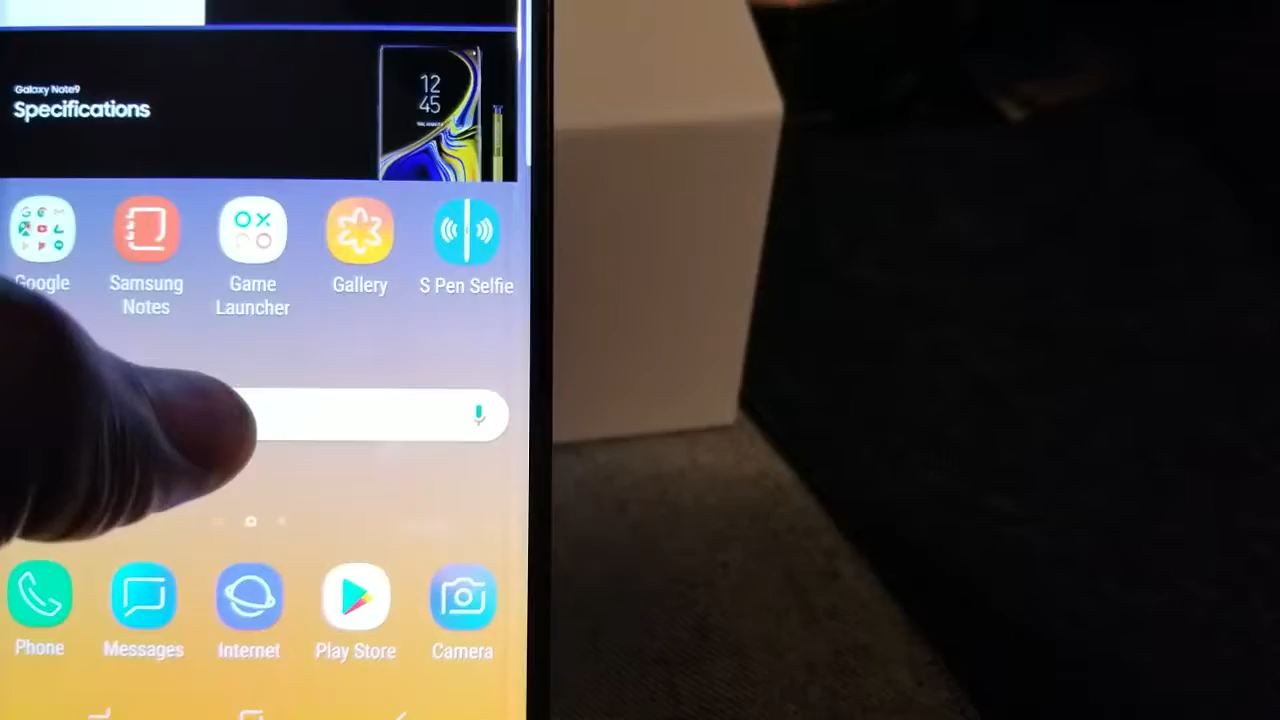 Galaxy Note9
Specifications
12
45
Google
Samsung
Notes
Game
Launcher
Gallery
S Pen Selfie
Phone
Messages
Internet
Play Store
Camera